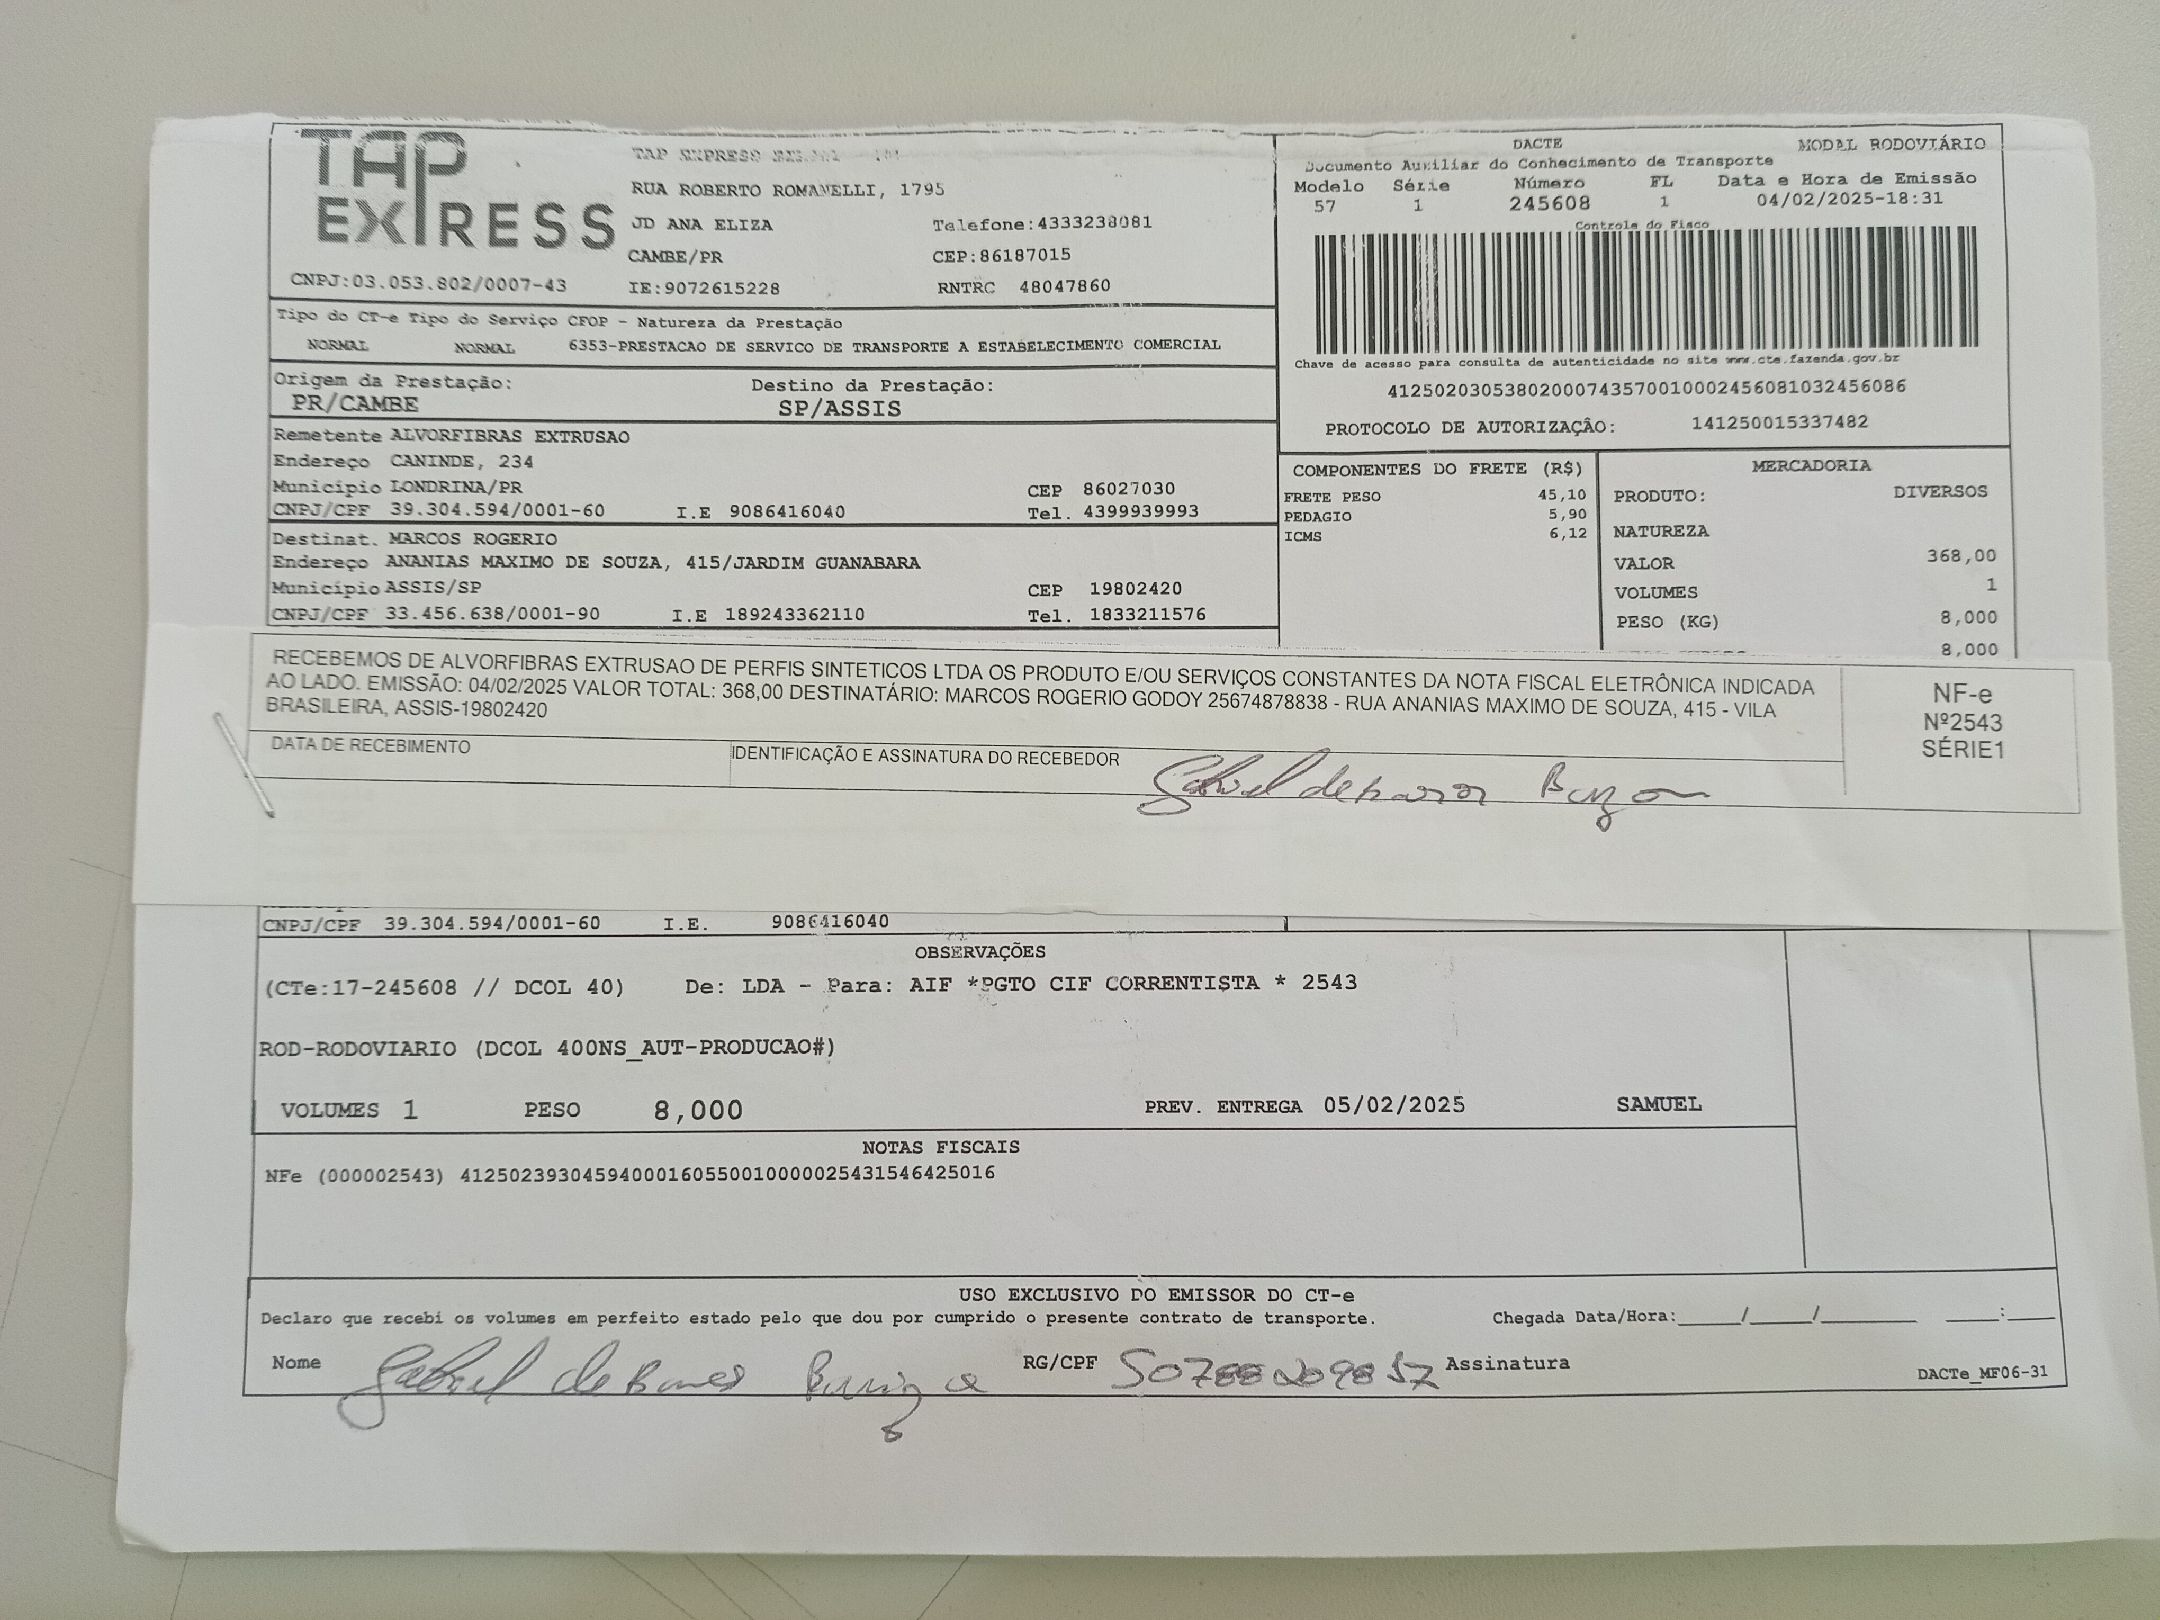 TAP
EXPRESS
TAP EXPRESO
RUA ROBERTO ROMANELLI, 1795
JD ANA ELIZA Telefone:4333238081
CAMBE/PR CEP:86187015
CNPJ:03.053.802/0007-43 IE:9072615228 RNTRC 48047860
DACTE MODAL RODOVIÁRIO
Documento Auxiliar do Conhecimento de Transporte
Modelo Série Número FL Data e Hora de Emissão
57 1 245608 1 04/02/2025-18:31
Controle do Fisco
Chave de acesso para consulta de autenticidade no site www.cte.fazenda.gov.br
41250203053802000743570010002456081032456086
PROTOCOLO DE AUTORIZAÇÃO: 141250015337482
Tipo do CT-e Tipo do Serviço CFOP - Natureza da Prestação
NORMAL NORMAL 6353-PRESTACAO DE SERVICO DE TRANSPORTE A ESTABELECIMENTO COMERCIAL
Origem da Prestação: Destino da Prestação:
PR/CAMBE SP/ASSIS
Remetente ALVORFIBRAS EXTRUSAO
Endereço CANINDE, 234
Município LONDRINA/PR CEP 86027030
CNPJ/CPF 39.304.594/0001-60 I.E 9086416040 Tel. 4399939993
Destinat. MARCOS ROGERIO
Endereço ANANIAS MAXIMO DE SOUZA, 415/JARDIM GUANABARA
Município ASSIS/SP CEP 19802420
CNPJ/CPF 33.456.638/0001-90 I.E 189243362110 Tel. 1833211576
COMPONENTES DO FRETE (R$)
FRETE PESO 45,10
PEDAGIO 5,90
ICMS 6,12
MERCADORIA
PRODUTO: DIVERSOS
NATUREZA
VALOR 368,00
VOLUMES 1
PESO (KG) 8,000
8,000
RECEBEMOS DE ALVORFIBRAS EXTRUSAO DE PERFIS SINTETICOS LTDA OS PRODUTO E/OU SERVIÇOS CONSTANTES DA NOTA FISCAL ELETRÔNICA INDICADA
AO LADO. EMISSÃO: 04/02/2025 VALOR TOTAL: 368,00 DESTINATÁRIO: MARCOS ROGERIO GODOY 25674878838 - RUA ANANIAS MAXIMO DE SOUZA, 415 - VILA
BRASILEIRA, ASSIS-19802420
NF-e
Nº2543
SÉRIE1
DATA DE RECEBIMENTO
IDENTIFICAÇÃO E ASSINATURA DO RECEBEDOR Gabriel de
CNPJ/CPF 39.304.594/0001-60 I.E. 9086416040
OBSERVAÇÕES
(CTe:17-245608 // DCOL 40) De: LDA - Para: AIF *PGTO CIF CORRENTISTA * 2543
ROD-RODOVIARIO (DCOL 400NS_AUT-PRODUCAO#)
VOLUMES 1 PESO 8,000 PREV. ENTREGA 05/02/2025 SAMUEL
NOTAS FISCAIS
NFe (000002543) 41250239304594000160550010000025431546425016
USO EXCLUSIVO DO EMISSOR DO CT-e
Declaro que recebi os volumes em perfeito estado pelo que dou por cumprido o presente contrato de transporte. Chegada Data/Hora:_____/_____/________ ____:____
Nome Gabriel de RG/CPF Assinatura
DACTe_MF06-31